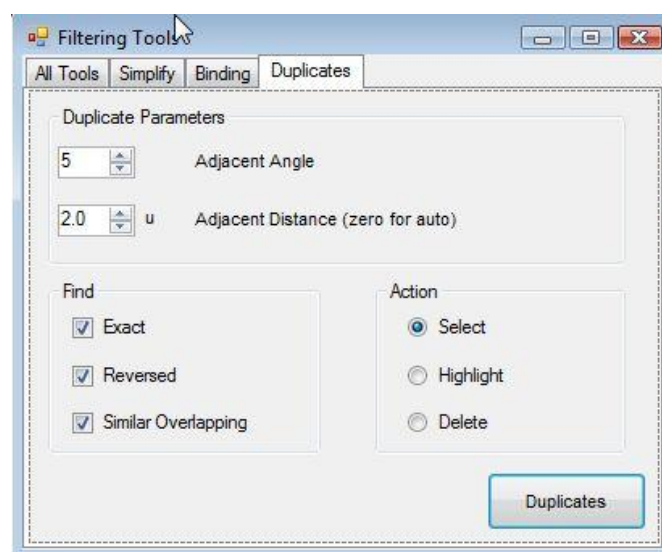 Filtering Tools
All Tools Simplify Binding Duplicates
Duplicate Parameters
5 Adjacent Angle
2.0 u Adjacent Distance (zero for auto)
Find Action
Exact Select
Reversed Highlight
Similar Overlapping Delete
Duplicates